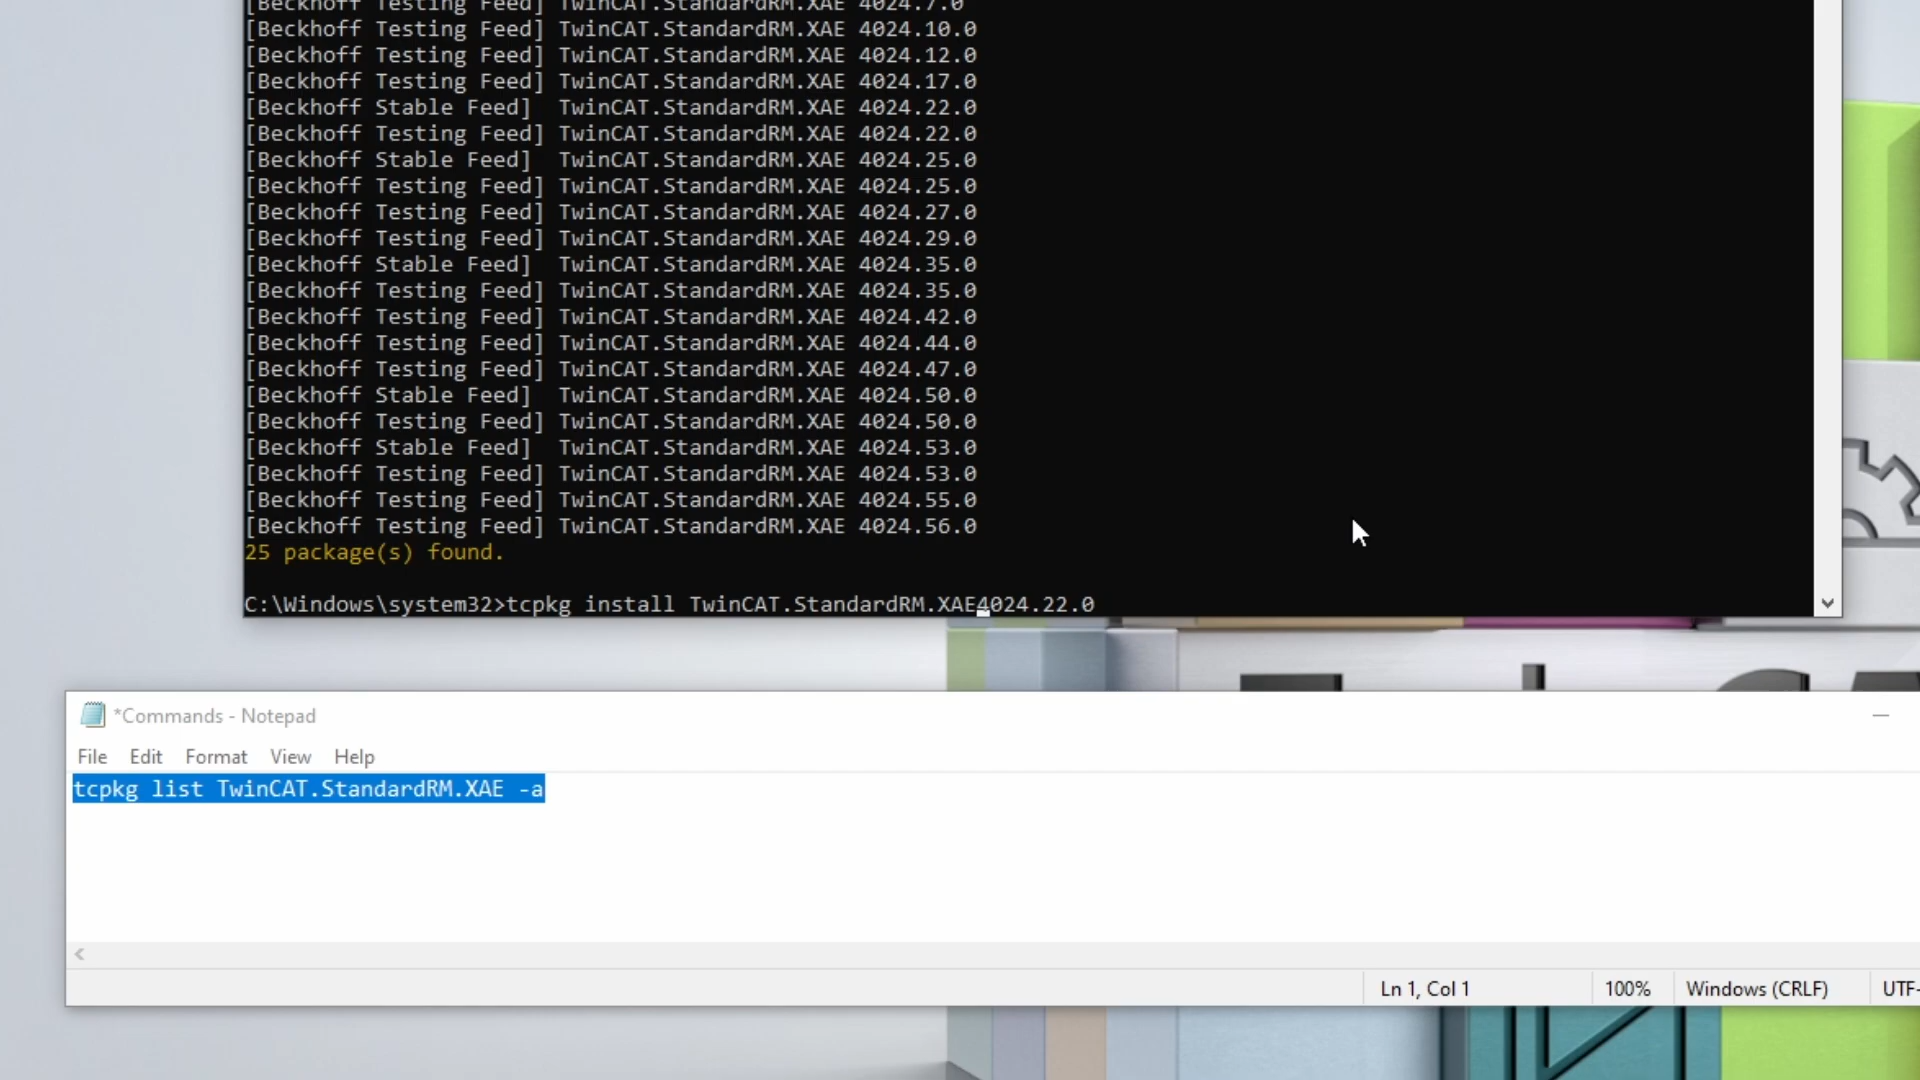 [Beckhoff Testing Feed] TwinCAT.StandardRM.XAE 4024.7.0
[Beckhoff Testing Feed] TwinCAT.StandardRM.XAE 4024.10.0
[Beckhoff Testing Feed] TwinCAT.StandardRM.XAE 4024.12.0
[Beckhoff Testing Feed] TwinCAT.StandardRM.XAE 4024.17.0
[Beckhoff Stable Feed]  TwinCAT.StandardRM.XAE 4024.22.0
[Beckhoff Testing Feed] TwinCAT.StandardRM.XAE 4024.22.0
[Beckhoff Stable Feed]  TwinCAT.StandardRM.XAE 4024.25.0
[Beckhoff Testing Feed] TwinCAT.StandardRM.XAE 4024.25.0
[Beckhoff Testing Feed] TwinCAT.StandardRM.XAE 4024.27.0
[Beckhoff Testing Feed] TwinCAT.StandardRM.XAE 4024.29.0
[Beckhoff Stable Feed]  TwinCAT.StandardRM.XAE 4024.35.0
[Beckhoff Testing Feed] TwinCAT.StandardRM.XAE 4024.35.0
[Beckhoff Testing Feed] TwinCAT.StandardRM.XAE 4024.42.0
[Beckhoff Testing Feed] TwinCAT.StandardRM.XAE 4024.44.0
[Beckhoff Testing Feed] TwinCAT.StandardRM.XAE 4024.47.0
[Beckhoff Stable Feed]  TwinCAT.StandardRM.XAE 4024.50.0
[Beckhoff Testing Feed] TwinCAT.StandardRM.XAE 4024.50.0
[Beckhoff Stable Feed]  TwinCAT.StandardRM.XAE 4024.53.0
[Beckhoff Testing Feed] TwinCAT.StandardRM.XAE 4024.53.0
[Beckhoff Testing Feed] TwinCAT.StandardRM.XAE 4024.55.0
[Beckhoff Testing Feed] TwinCAT.StandardRM.XAE 4024.56.0
25 package(s) found.
C:\Windows\system32>tcpkg install TwinCAT.StandardRM.XAE4024.22.0
*Commands - Notepad
File Edit Format View Help
tcpkg list TwinCAT.StandardRM.XAE -a
Ln 1, Col 1 100% Windows (CRLF) UTF-